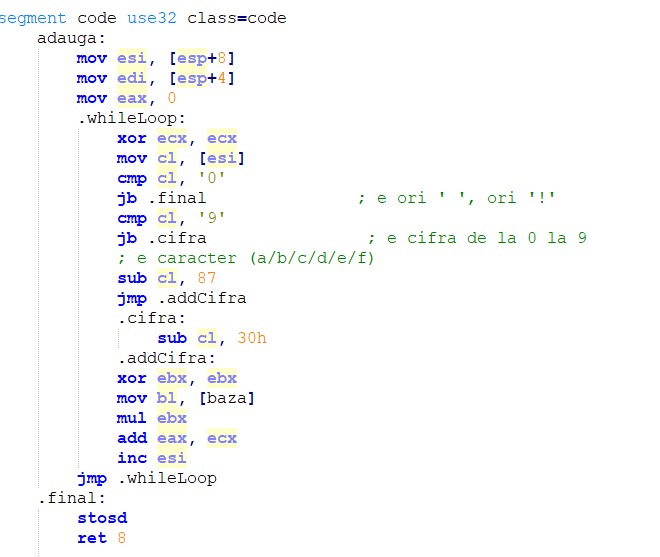 segment code use32 class=code
    adauga:
        mov esi, [esp+8]
        mov edi, [esp+4]
        mov eax, 0
        .whileLoop:
            xor ecx, ecx
            mov cl, [esi]
            cmp cl, '0'
            jb .final               ; e ori ' ', ori '!'
            cmp cl, '9'
            jb .cifra                ; e cifra de la 0 la 9
            ; e caracter (a/b/c/d/e/f)
            sub cl, 87
            jmp .addCifra
            .cifra:
                sub cl, 30h
            .addCifra:
            xor ebx, ebx
            mov bl, [baza]
            mul ebx
            add eax, ecx
            inc esi
        jmp .whileLoop
    .final:
        stosd
        ret 8